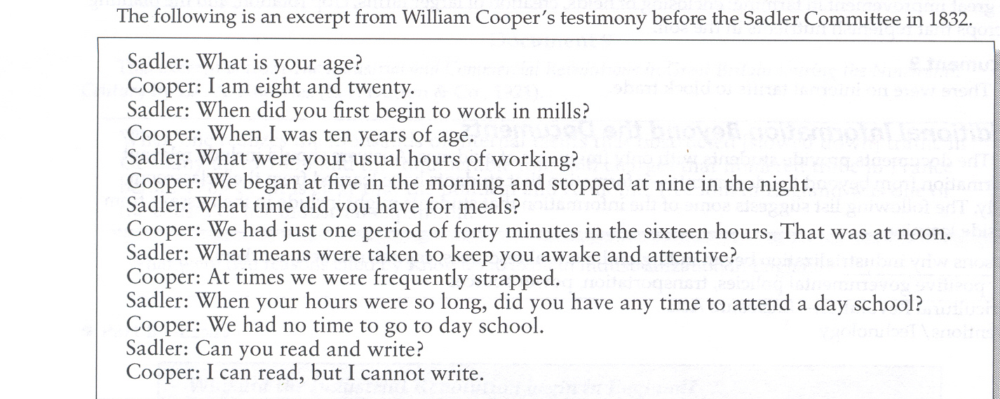 The following is an excerpt from William Cooper's testimony before the Sadler Committee in 1832.
Sadler: What is your age?
Cooper: I am eight and twenty.
Sadler: When did you first begin to work in mills?
Cooper: When I was ten years of age.
Sadler: What were your usual hours of working?
Cooper: We began at five in the morning and stopped at nine in the night.
Sadler: What time did you have for meals?
Cooper: We had just one period of forty minutes in the sixteen hours. That was at noon.
Sadler: What means were taken to keep you awake and attentive?
Cooper: At times we were frequently strapped.
Sadler: When your hours were so long, did you have any time to attend a day school?
Cooper: We had no time to go to day school.
Sadler: Can you read and write?
Cooper: I can read, but I cannot write.